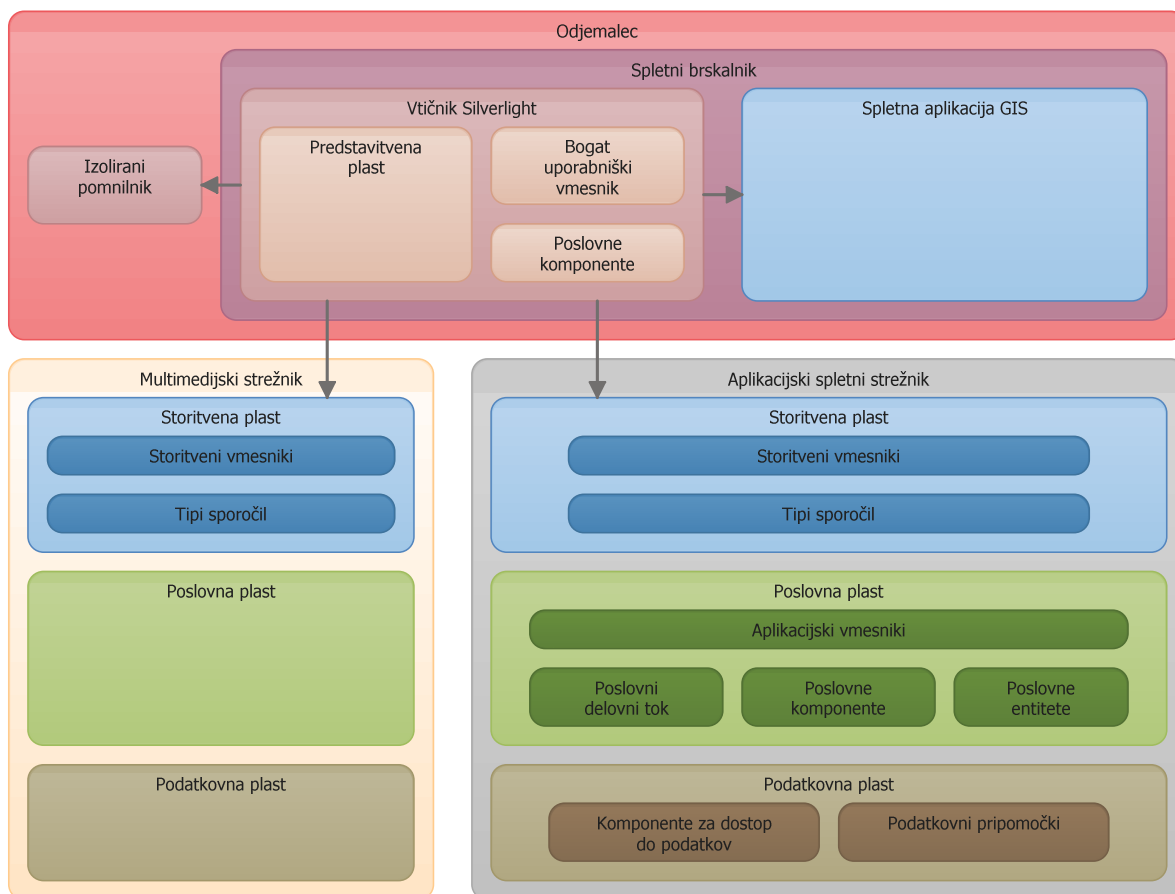 Odjemalec
Spletni brskalnik
Vtičnik Silverlight
Spletna aplikacija GIS
Predstavitvena
plast
Bogat
uporabniški
vmesnik
Izolirani
pomnilnik
Poslovne
komponente
Multimedijski strežnik
Storitvena plast
Storitveni vmesniki
Tipi sporočil
Poslovna plast
Podatkovna plast
Aplikacijski spletni strežnik
Storitvena plast
Storitveni vmesniki
Tipi sporočil
Poslovna plast
Aplikacijski vmesniki
Poslovni
delovni tok
Poslovne
komponente
Poslovne
entitete
Podatkovna plast
Komponente za dostop
do podatkov
Podatkovni pripomočki